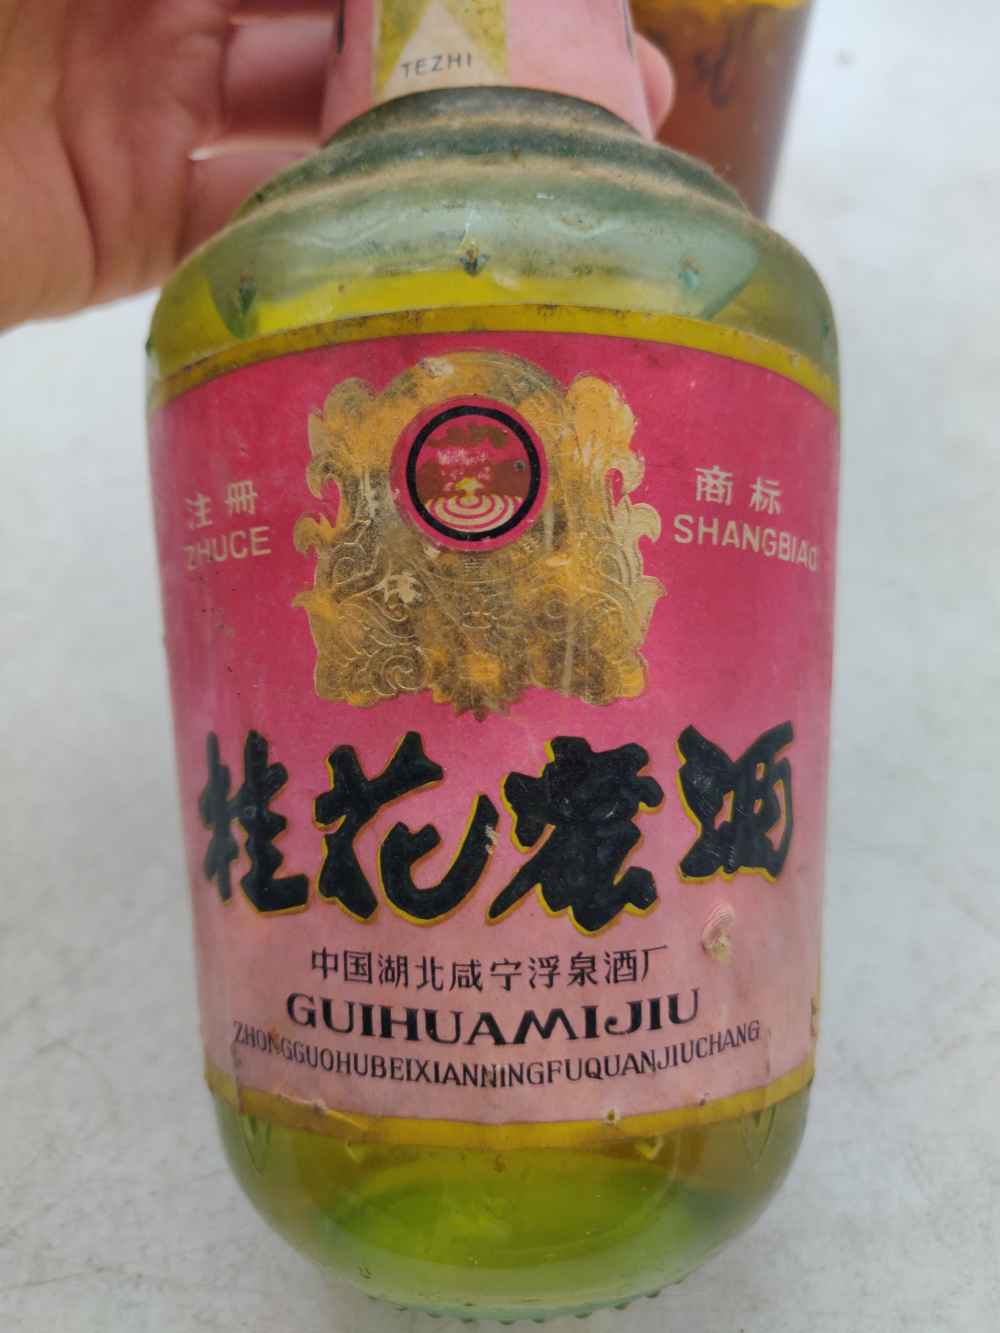 TEZHI
注册 商标
ZHUCE SHANGBIAO
桂花蜜酒
中国湖北咸宁浮泉酒厂
GUIHUAMIJIU
ZHONGGUOHUBEIXIANNINGFUQUANJIUCHANG